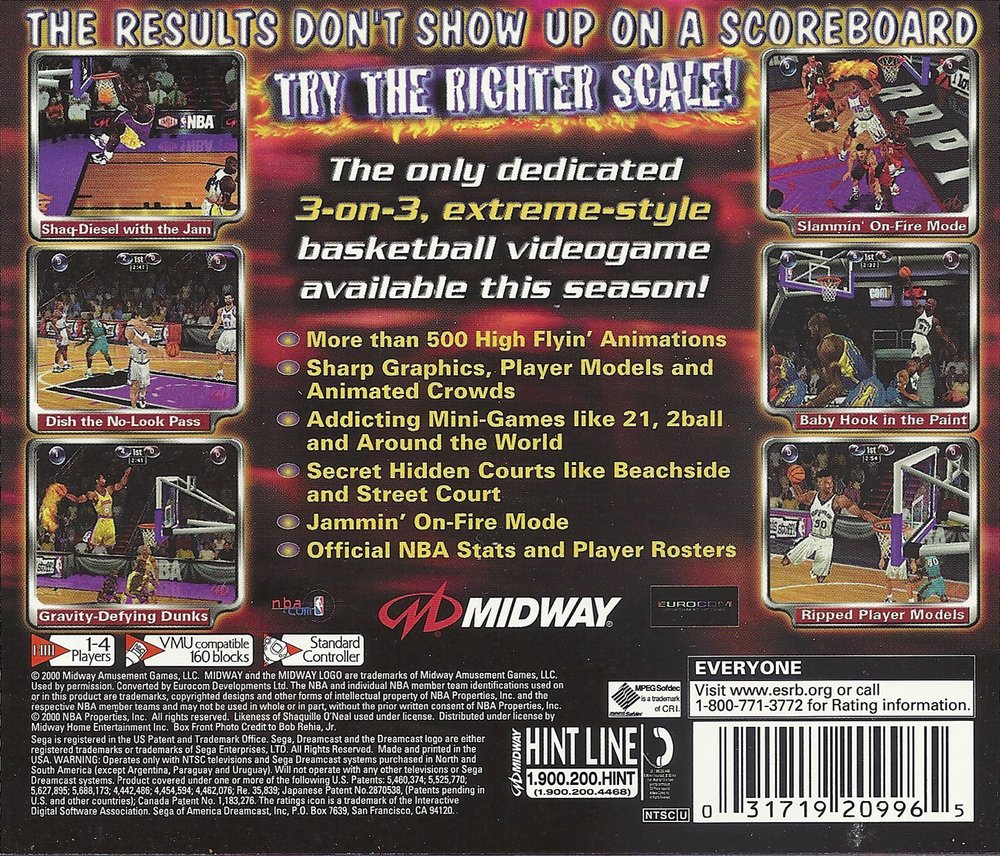 THE RESULTS DON'T SHOW UP ON A SCOREBOARD
TRY THE RICHTER SCALE!
The only dedicated
3-on-3, extreme-style
basketball videogame
available this season!
Shaq-Diesel with the Jam
Slammin' On-Fire Mode
Dish the No-Look Pass
Baby Hook in the Paint
Gravity-Defying Dunks
Ripped Player Models
More than 500 High Flyin' Animations
Sharp Graphics, Player Models and
Animated Crowds
Addicting Mini-Games like 21, 2ball
and Around the World
Secret Hidden Courts like Beachside
and Street Court
Jammin' On-Fire Mode
Official NBA Stats and Player Rosters
nba
.com
MIDWAY
EUROCOM
1-4
Players
VMU compatible
160 blocks
Standard
Controller
© 2000 Midway Amusement Games, LLC. MIDWAY and the MIDWAY LOGO are trademarks of Midway Amusement Games, LLC.
Used by permission. Converted by Eurocom Developments Ltd. The NBA and individual NBA member team identifications used on
or in this product are trademarks, copyrighted designs and other forms of intellectual property of NBA Properties, Inc. and the
respective NBA member teams and may not be used in whole or in part, without the prior written consent of NBA Properties, Inc.
© 2000 NBA Properties, Inc. All rights reserved. Likeness of Shaquille O'Neal used under license. Distributed under license by
Midway Home Entertainment Inc. Box Front Photo Credit to Bob Rehia, Jr.
Sega is registered in the US Patent and Trademark Office. Sega, Dreamcast and the Dreamcast logo are either
registered trademarks or trademarks of Sega Enterprises, LTD. All Rights Reserved. Made and printed in the
USA. WARNING: Operates only with NTSC televisions and Sega Dreamcast systems purchased in North and
South America (except Argentina, Paraguay and Uruguay). Will not operate with any other televisions or Sega
Dreamcast systems. Product covered under one or more of the following U.S. Patents: 5,460,374; 5,525,770;
5,627,895; 5,688,173; 4,442,486; 4,454,594; 4,462,076; Re. 35,839; Japanese Patent No.2870538, (Patents pending in
U.S. and other countries); Canada Patent No. 1,183,276. The ratings icon is a trademark of the Interactive
Digital Software Association. Sega of America Dreamcast, Inc. P.O. Box 7639, San Francisco, CA 94120.
MPEG Sofdec
is a trademark
of CRI.
EVERYONE
Visit www.esrb.org or call
1-800-771-3772 for Rating information.
MIDWAY
HINT LINE
1.900.200.HINT
(1.900.200.4468)
NTSC U
0 31719 20996 5